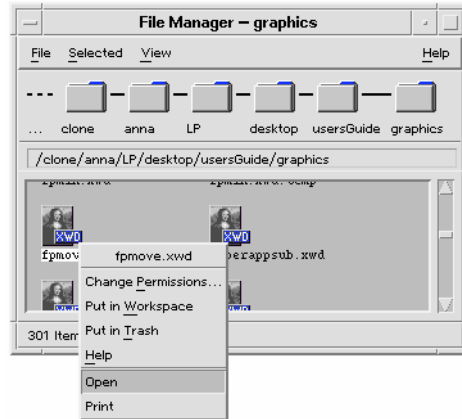 File Manager – graphics
File Selected View Help
... clone anna LP desktop usersGuide graphics
/clone/anna/LP/desktop/usersGuide/graphics
XWD
fpmov erappsub.xwd
fpmove.xwd
Change Permissions...
Put in Workspace
Put in Trash
Help
Open
Print
301 Item